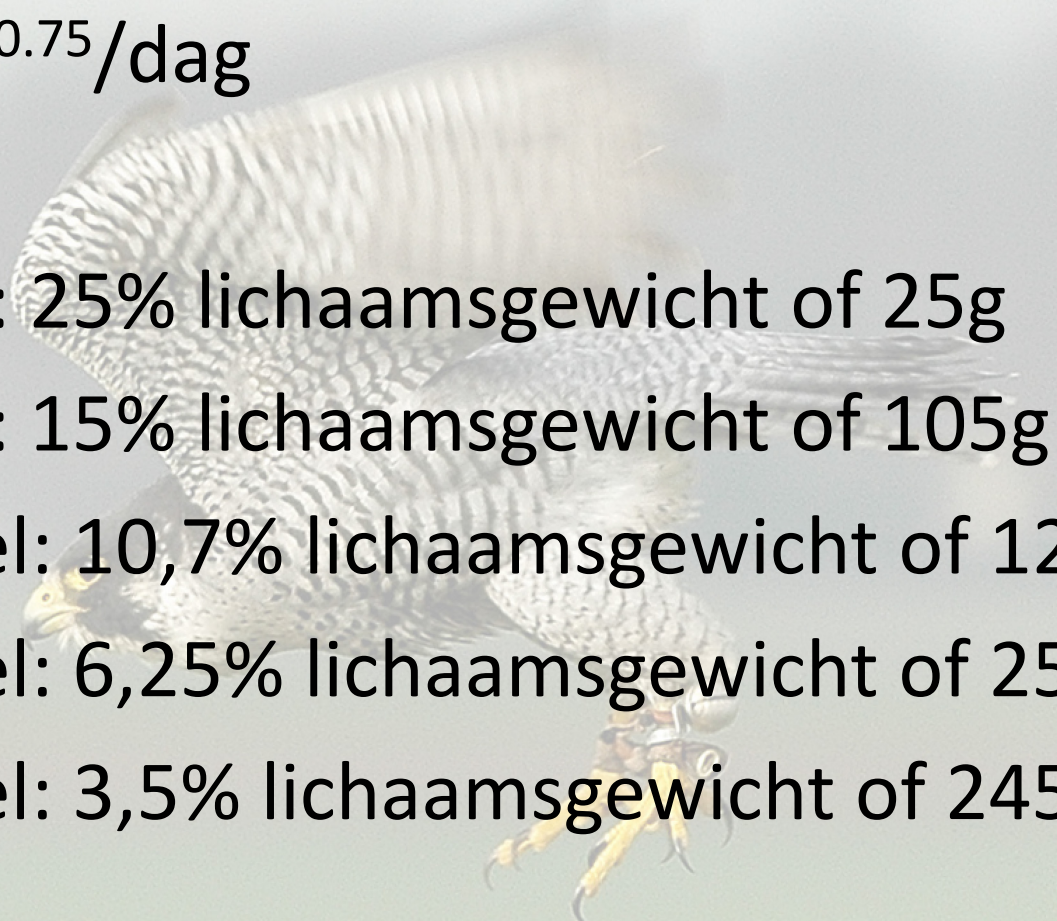 0.75/dag
: 25% lichaamsgewicht of 25g
: 15% lichaamsgewicht of 105g
el: 10,7% lichaamsgewicht of 12
el: 6,25% lichaamsgewicht of 25
el: 3,5% lichaamsgewicht of 245